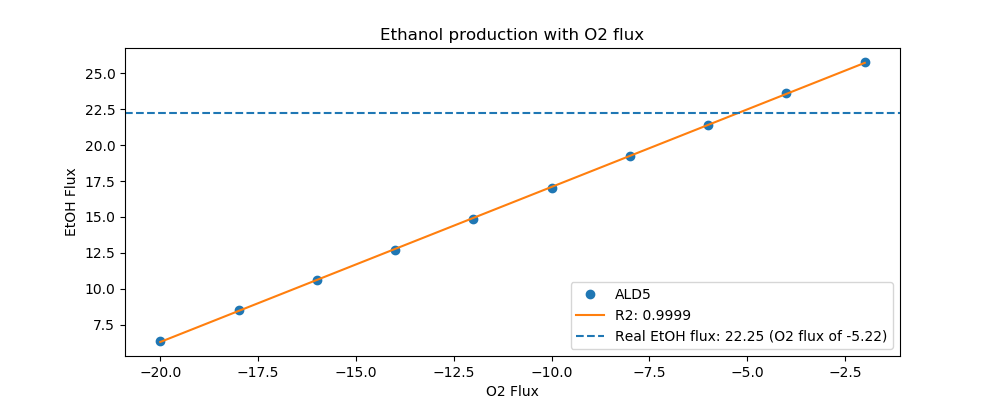 Ethanol production with O2 flux
EtOH Flux
25.0
22.5
20.0
17.5
15.0
12.5
10.0
7.5
ALD5
R2: 0.9999
Real EtOH flux: 22.25 (O2 flux of -5.22)
−20.0 −17.5 −15.0 −12.5 −10.0 −7.5 −5.0 −2.5
O2 Flux